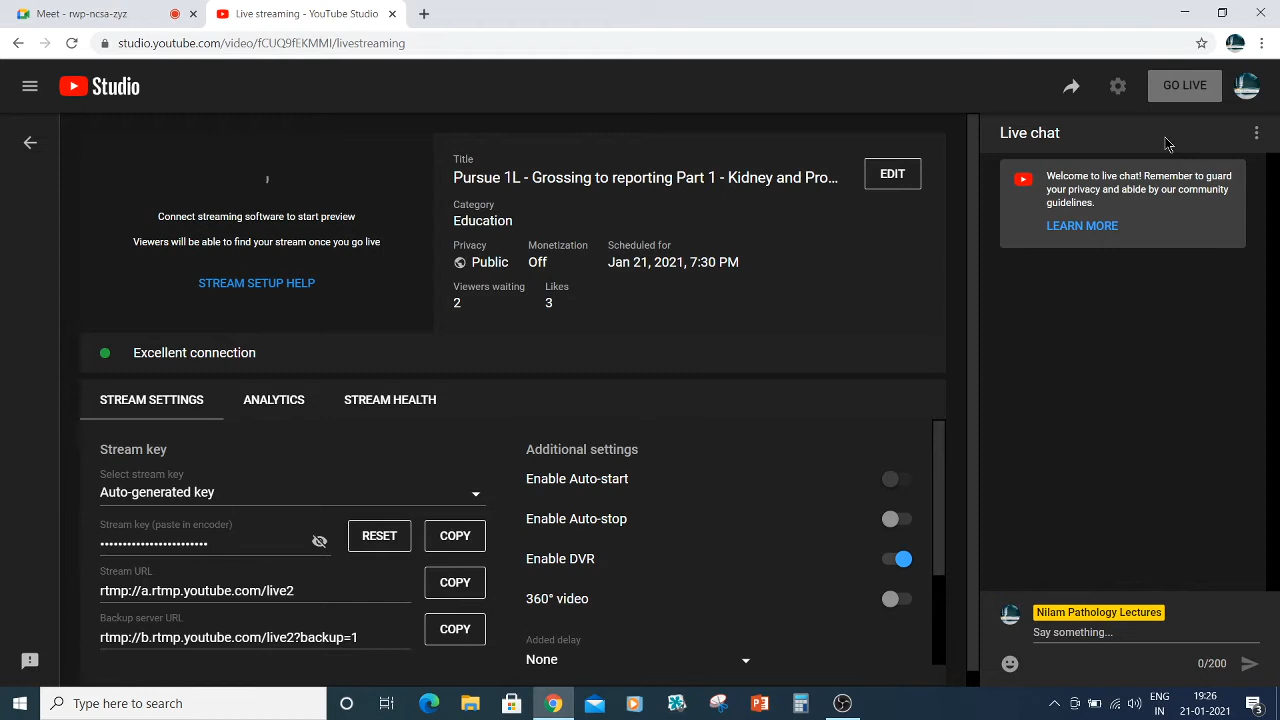 Meet - rwp-ncsa-zyz
Live streaming - YouTube Studio
studio.youtube.com/video/fCUQ9fEKMMI/livestreaming
Studio
GO LIVE
Connect streaming software to start preview
Viewers will be able to find your stream once you go live
STREAM SETUP HELP
Title
Pursue 1L - Grossing to reporting Part 1 - Kidney and Pro...
EDIT
Category
Education
Privacy Monetization Scheduled for
Public Off Jan 21, 2021, 7:30 PM
Viewers waiting Likes
2 3
Excellent connection
STREAM SETTINGS ANALYTICS STREAM HEALTH
Stream key
Select stream key
Auto-generated key
Stream key (paste in encoder)
••••••••••••••••••••••••
RESET COPY
Stream URL
rtmp://a.rtmp.youtube.com/live2
COPY
Backup server URL
rtmp://b.rtmp.youtube.com/live2?backup=1
COPY
Additional settings
Enable Auto-start
Enable Auto-stop
Enable DVR
360° video
Added delay
None
Live chat
Welcome to live chat! Remember to guard
your privacy and abide by our community
guidelines.
LEARN MORE
Nilam Pathology Lectures
Say something...
0/200
Type here to search
ENG
IN
19:26
21-01-2021
3